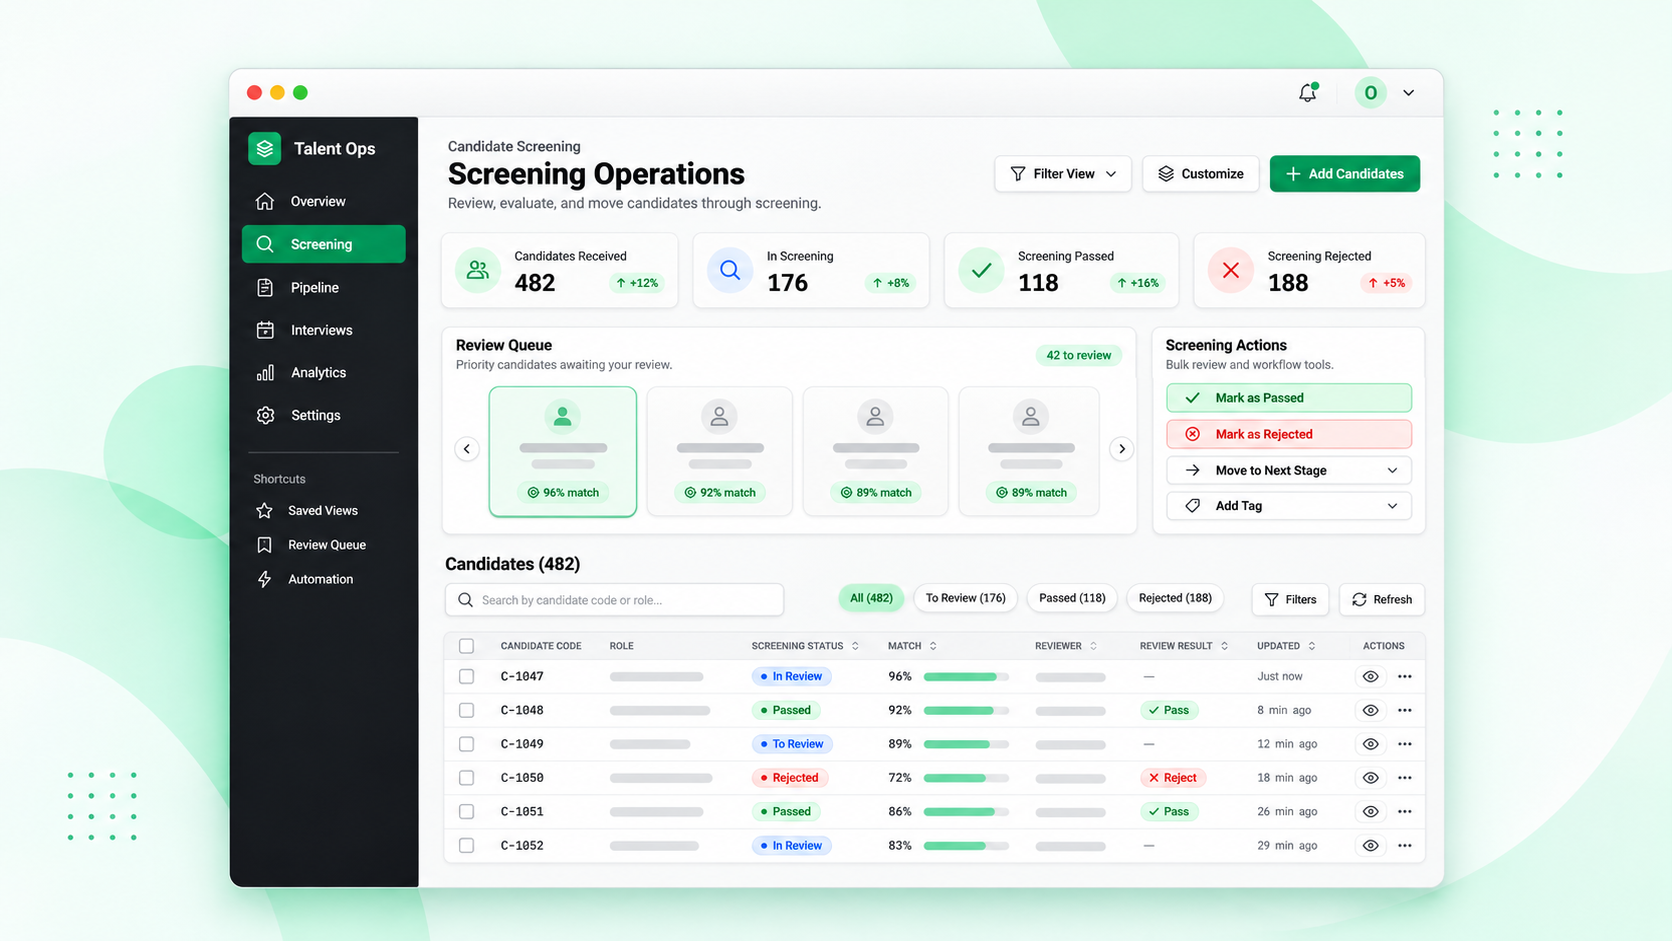 O
Talent Ops
Overview
Screening
Pipeline
Interviews
Analytics
Settings
Shortcuts
Saved Views
Review Queue
Automation
Candidate Screening
Screening Operations
Review, evaluate, and move candidates through screening.
Filter View
Customize
Add Candidates
Candidates Received
482
+12%
In Screening
176
+8%
Screening Passed
118
+16%
Screening Rejected
188
+5%
Review Queue
Priority candidates awaiting your review.
42 to review
96% match
92% match
89% match
89% match
Screening Actions
Bulk review and workflow tools.
Mark as Passed
Mark as Rejected
Move to Next Stage
Add Tag
Candidates (482)
Search by candidate code or role...
All (482)
To Review (176)
Passed (118)
Rejected (188)
Filters
Refresh
CANDIDATE CODE ROLE SCREENING STATUS MATCH REVIEWER REVIEW RESULT UPDATED ACTIONS
C-1047 In Review 96% — Just now
C-1048 Passed 92% Pass 8 min ago
C-1049 To Review 89% — 12 min ago
C-1050 Rejected 72% Reject 18 min ago
C-1051 Passed 86% Pass 26 min ago
C-1052 In Review 83% — 29 min ago